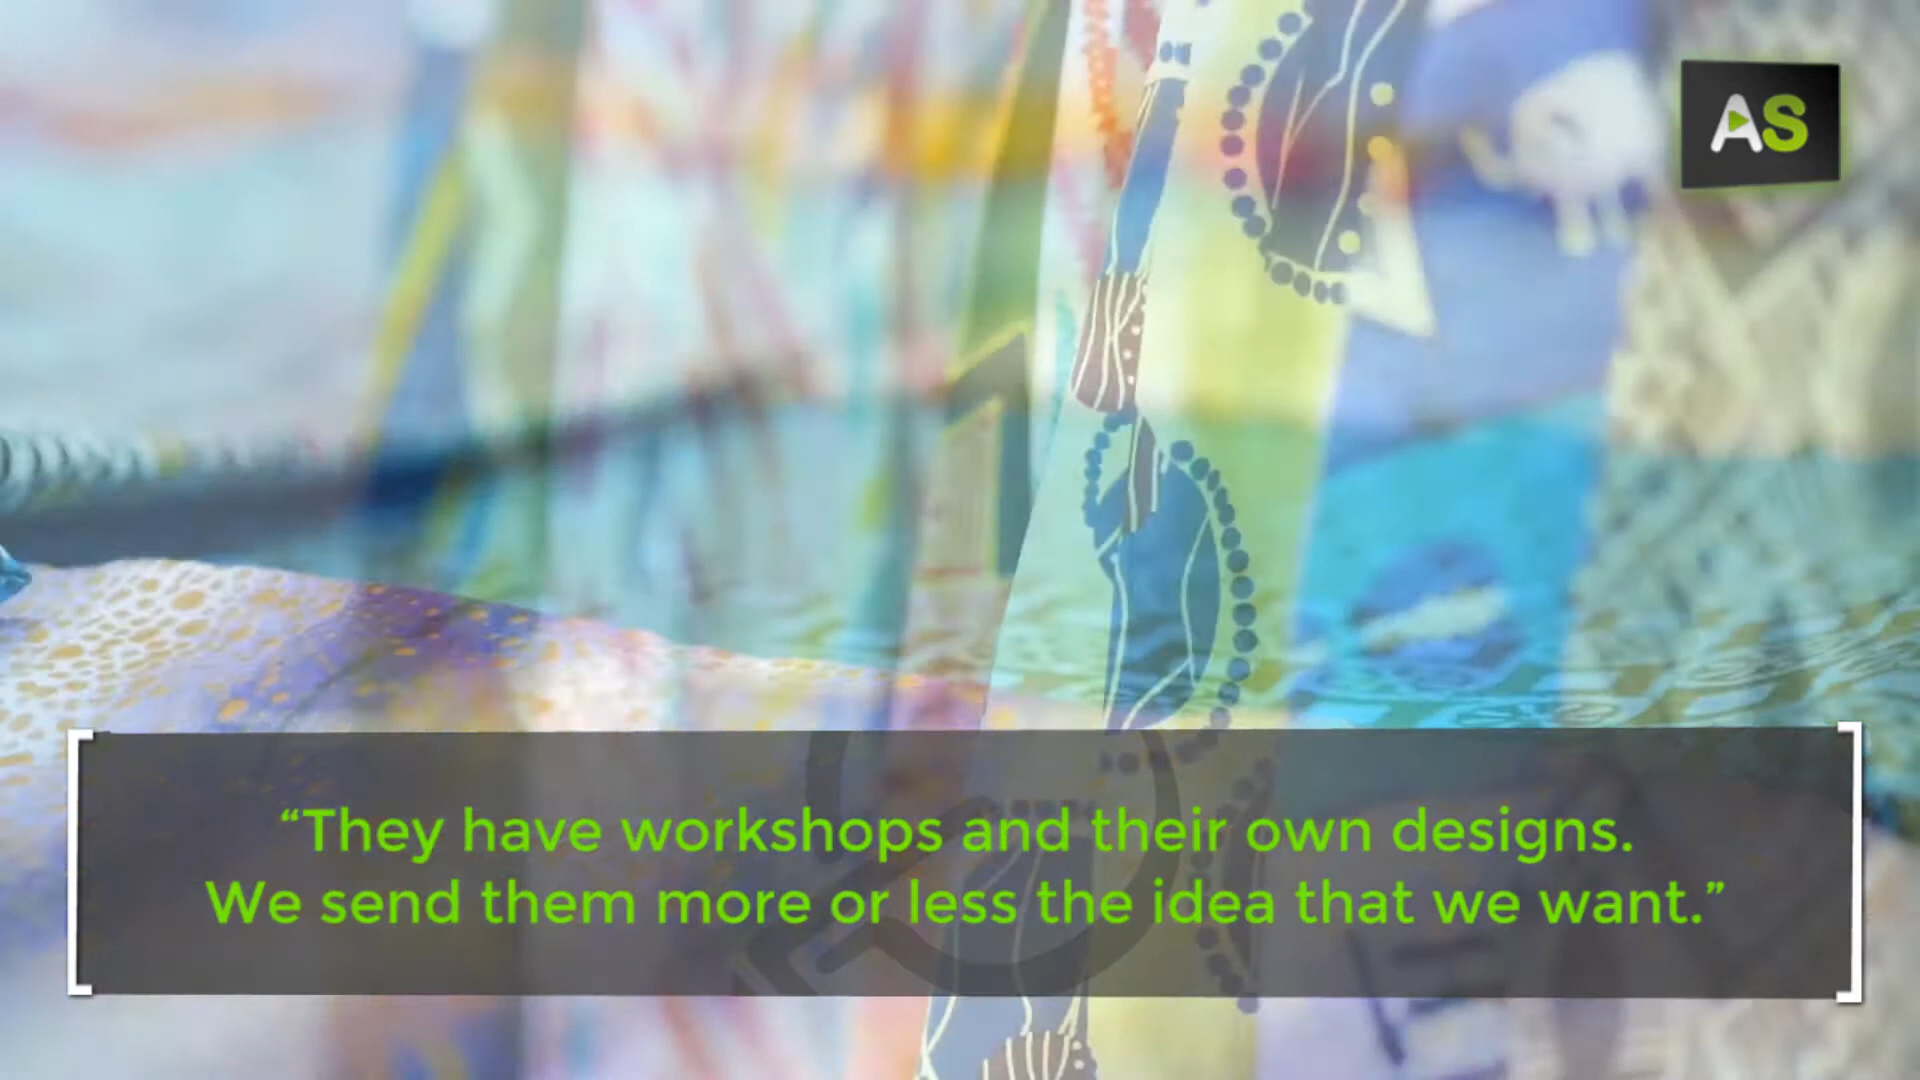 AS
“They have workshops and their own designs.
We send them more or less the idea that we want.”